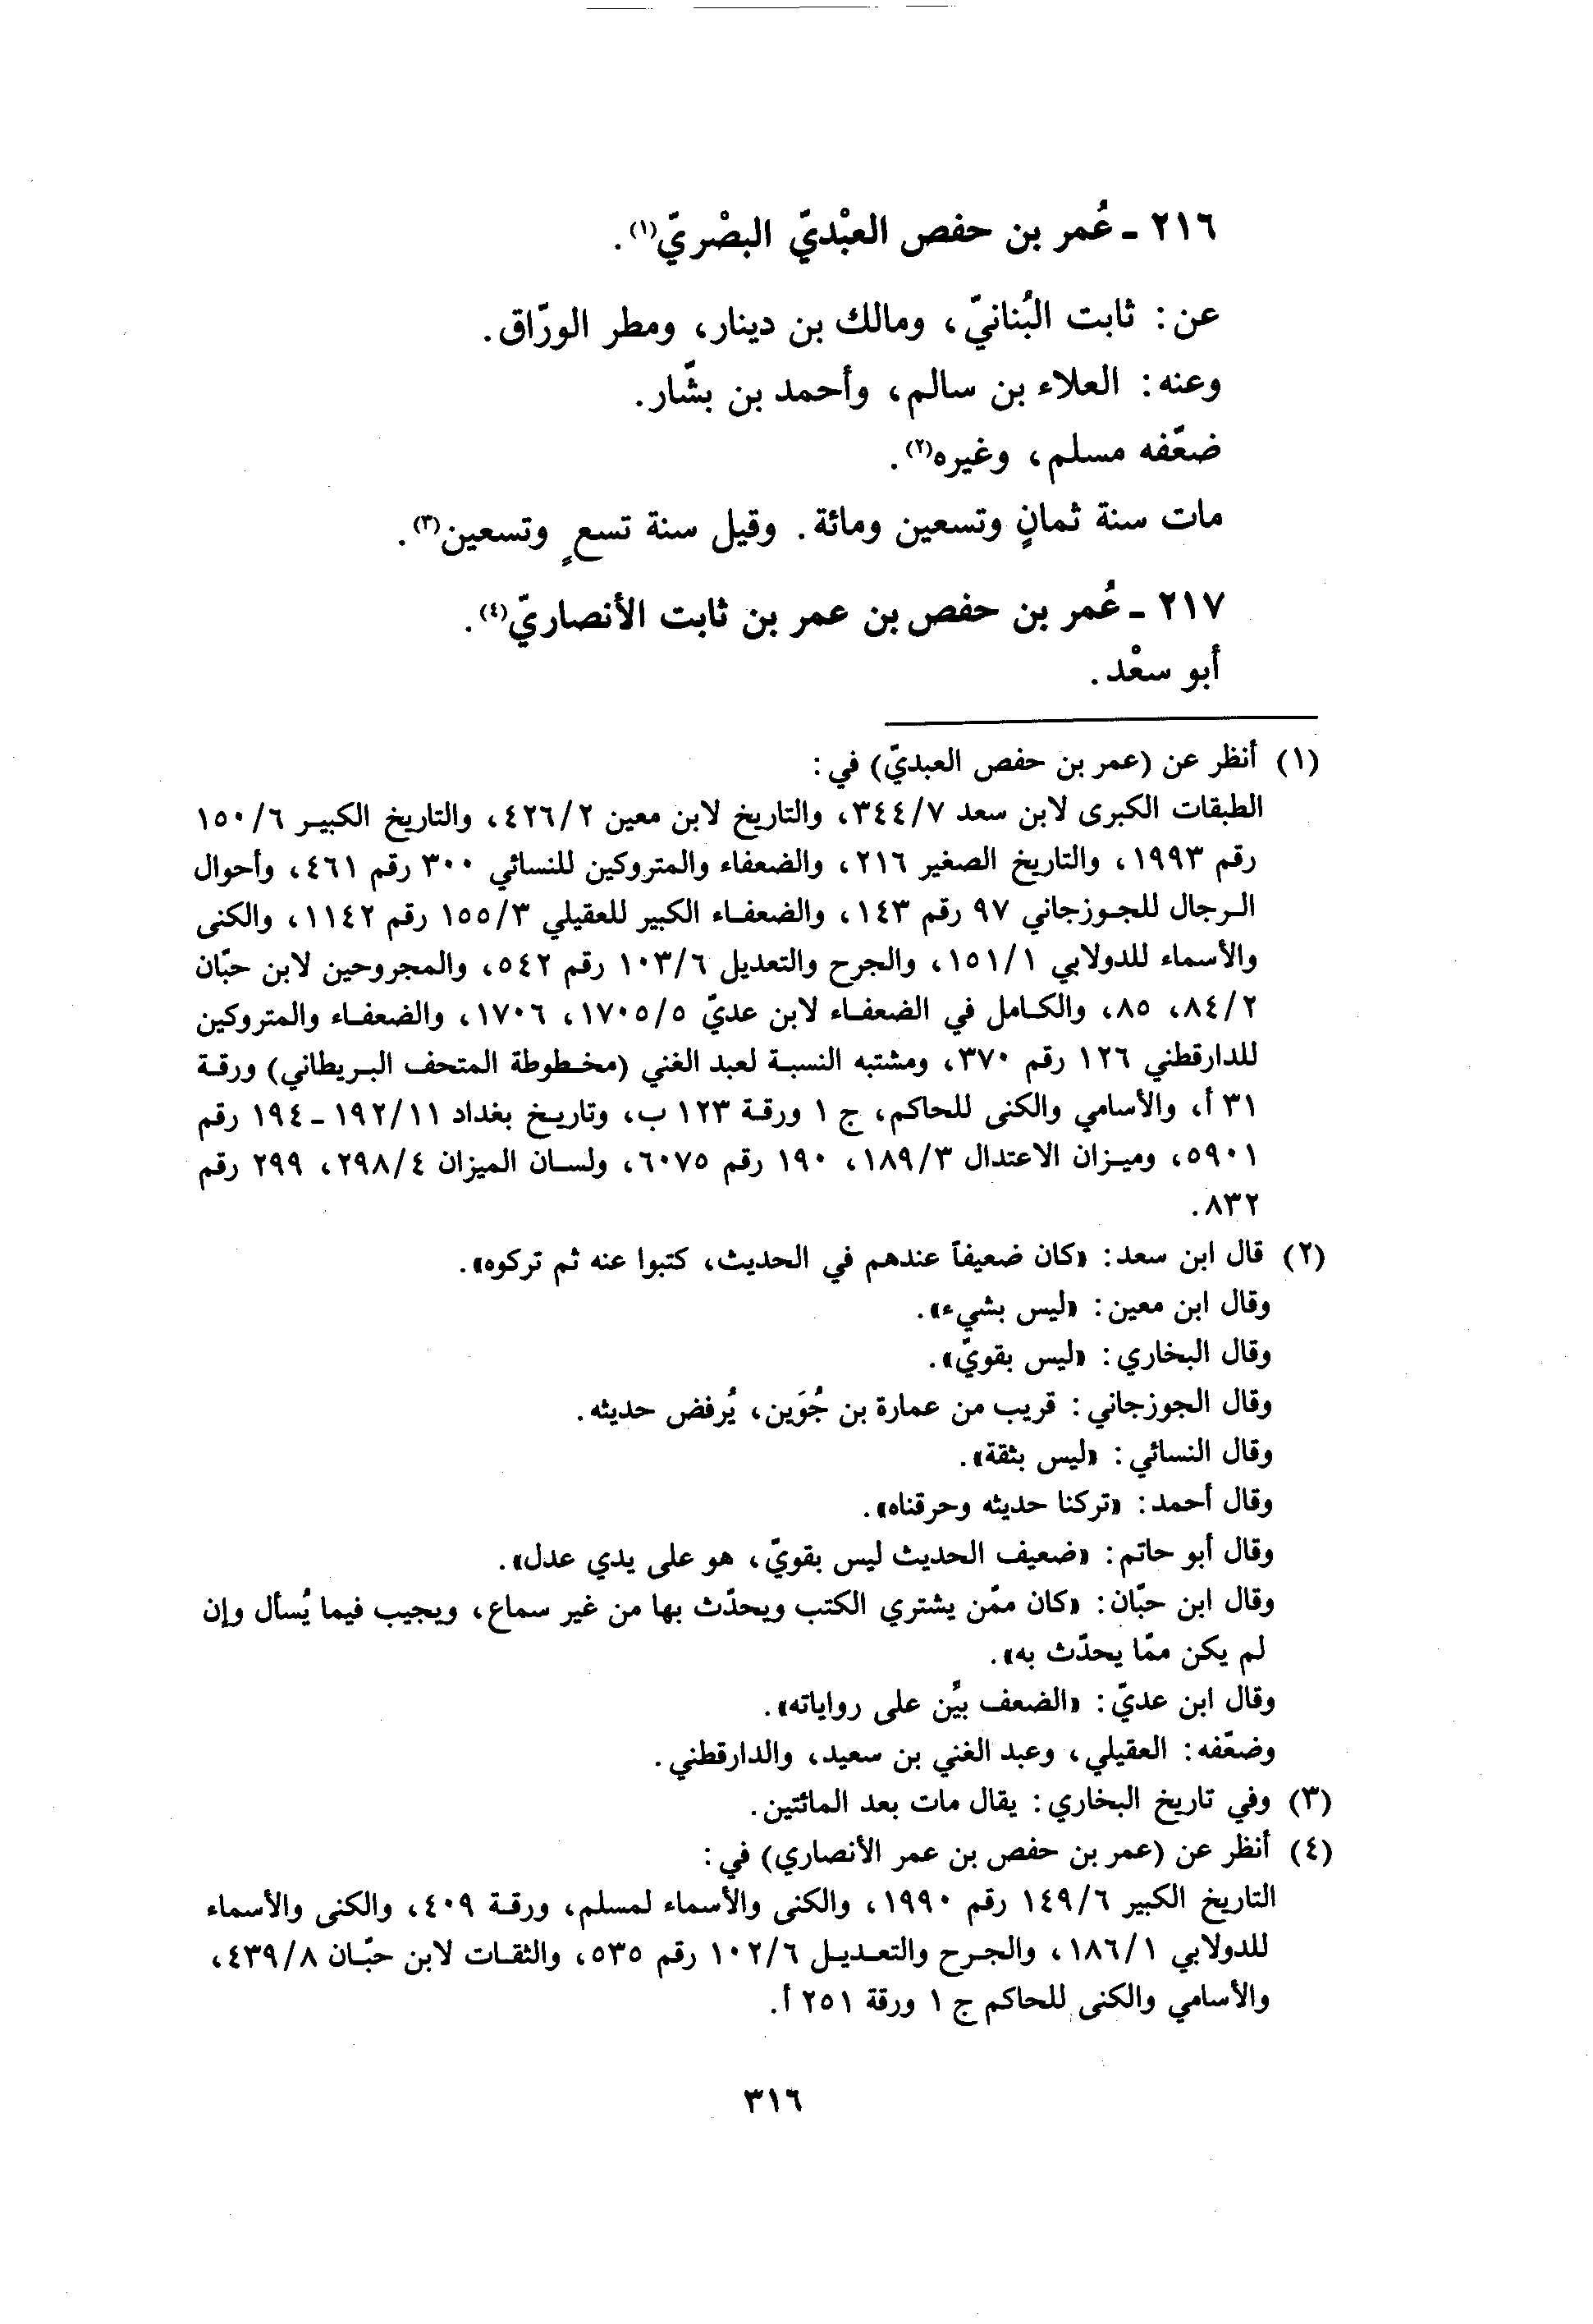 ٢١٦ ـ عُمر بن حفص العبْديّ البصْريّ(١).
عن: ثابت البُنانيّ، ومالك بن دينار، ومطر الورّاق.
وعنه: العلاء بن سالم، وأحمد بن بشّار.
ضعّفه مسلم، وغيره(٢).
مات سنة ثمانٍ وتسعين ومائة. وقيل سنة تسعٍ وتسعين(٣).
٢١٧ ـ عُمر بن حفص بن عمر بن ثابت الأنصاريّ(٤).
أبو سعْد.
(١) أنظر عن (عمر بن حفص العبديّ) في:
الطبقات الكبرى لابن سعد ٣٤٤/٧، والتاريخ لابن معين ٤٢٦/٢، والتاريخ الكبير ١٥٠/٦
رقم ١٩٩٣، والتاريخ الصغير ٢١٦، والضعفاء والمتروكين للنسائي ٣٠٠ رقم ٤٦١، وأحوال
الرجال للجوزجاني ٩٧ رقم ١٤٣، والضعفاء الكبير للعقيلي ١٥٥/٣ رقم ١١٤٢، والكنى
والأسماء للدولابي ١٥١/١، والجرح والتعديل ١٠٣/٦ رقم ٥٤٢، والمجروحين لابن حبّان
٨٤/٢، ٨٥، والكامل في الضعفاء لابن عديّ ١٧٠٥/٥، ١٧٠٦، والضعفاء والمتروكين
للدارقطني ١٢٦ رقم ٣٧٠، ومشتبه النسبة لعبد الغني (مخطوطة المتحف البريطاني) ورقة
٣١ أ، والأسامي والكنى للحاكم، ج ١ ورقة ١٢٣ ب، وتاريخ بغداد ١٩٢/١١ ـ ١٩٤ رقم
٥٩٠١، وميزان الاعتدال ١٨٩/٣، ١٩٠ رقم ٦٠٧٥، ولسان الميزان ٢٩٨/٤، ٢٩٩ رقم
٨٣٢.
(٢) قال ابن سعد: «كان ضعيفاً عندهم في الحديث، كتبوا عنه ثم تركوه».
وقال ابن معين: «ليس بشيء».
وقال البخاري: «ليس بقويّ».
وقال الجوزجاني: قريب من عمارة بن جُوَين، يُرفض حديثه.
وقال النسائي: «ليس بثقة».
وقال أحمد: «تركنا حديثه وحرقناه».
وقال أبو حاتم: «ضعيف الحديث ليس بقويّ، هو على يدي عدل».
وقال ابن حبّان: «كان ممّن يشتري الكتب ويحدّث بها من غير سماع، ويجيب فيما يُسأل وإن
لم يكن ممّا يحدّث به».
وقال ابن عديّ: «الضعف بيِّن على رواياته».
وضعّفه: العقيلي، وعبد الغني بن سعيد، والدارقطني.
(٣) وفي تاريخ البخاري: يقال مات بعد المائتين.
(٤) أنظر عن (عمر بن حفص بن عمر الأنصاري) في:
التاريخ الكبير ١٤٩/٦ رقم ١٩٩٠، والكنى والأسماء لمسلم، ورقة ٤٠٩، والكنى والأسماء
للدولابي ١٨٦/١، والجرح والتعديل ١٠٢/٦ رقم ٥٣٥، والثقات لابن حبّان ٤٣٩/٨،
والأسامي والكنى للحاكم ج ١ ورقة ٢٥١ أ.
٣١٦